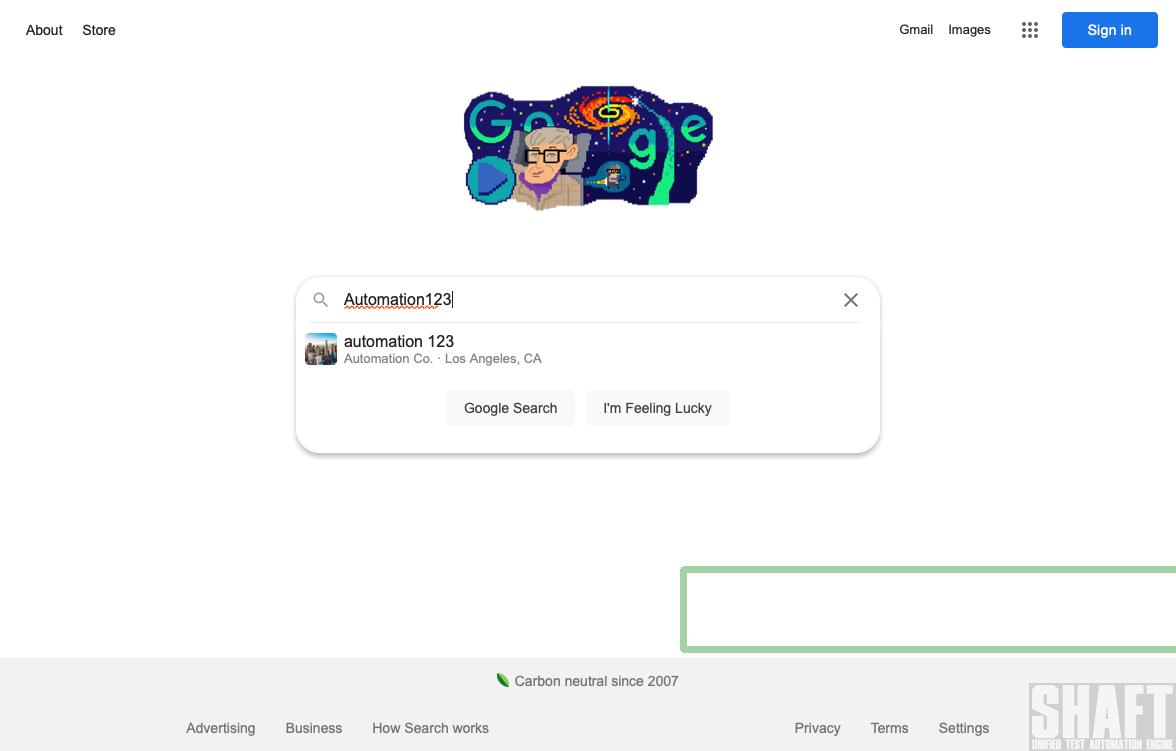 About Store
Gmail Images
Sign in
Google
Automation123
automation 123
Automation Co. · Los Angeles, CA
Google Search
I'm Feeling Lucky
Carbon neutral since 2007
Advertising Business How Search works
Privacy Terms Settings
SHAFT
UNIFIED TEST AUTOMATION ENGINE